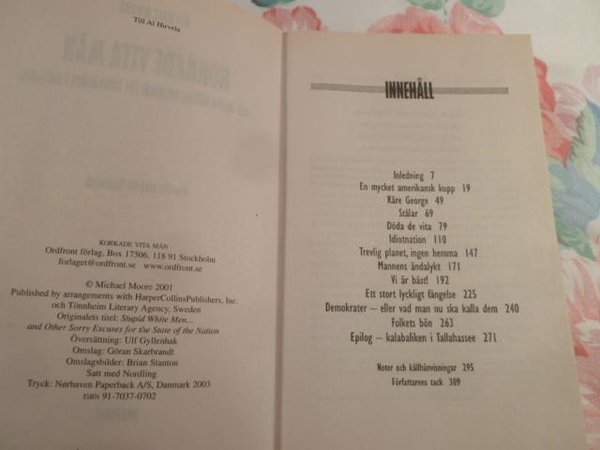 Till Al Hirvela
KORKADE VITA MÄN
Ordfront förlag, Box 17506, 118 91 Stockholm
forlaget@ordfront.se www.ordfront.se
© Michael Moore 2001
Published by arrangements with HarperCollinsPublishers, Inc.
och Tönnheim Literary Agency, Sweden
Originalets titel: Stupid White Men...
and Other Sorry Excuses for the State of the Nation
Översättning: Ulf Gyllenhak
Omslag: Göran Skarbrandt
Omslagsbilder: Brian Stanton
Satt med Nordling
Tryck: Nørhaven Paperback A/S, Danmark 2003
ISBN 91-7037-0702
INNEHÅLL
Inledning 7
En mycket amerikansk kupp 19
Käre George 49
Stålar 69
Döda de vita 79
Idiotnation 110
Trevlig planet, ingen hemma 147
Mannens ändalykt 171
Vi är bäst! 192
Ett stort lyckligt fängelse 225
Demokrater – eller vad man nu ska kalla dem 240
Folkets bön 263
Epilog – kalabaliken i Tallahassee 271
Noter och källhänvisningar 295
Författarens tack 309